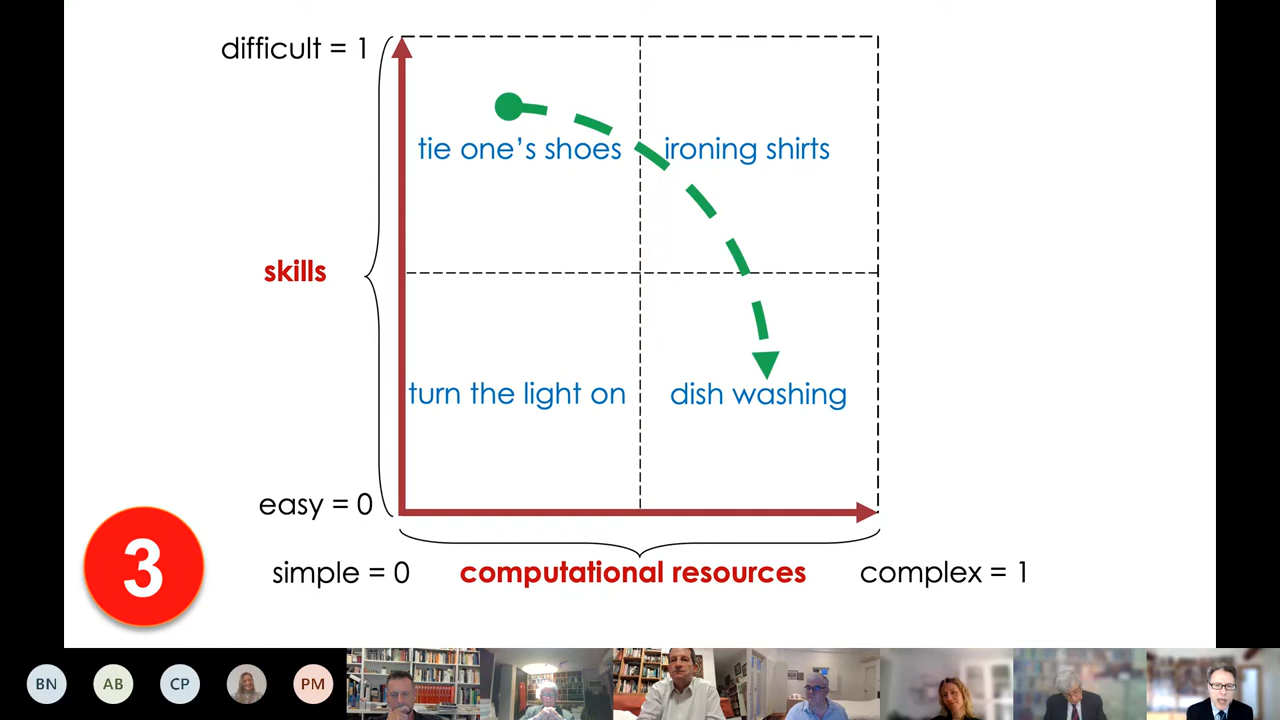 difficult = 1
tie one's shoes
ironing shirts
skills
turn the light on
dish washing
easy = 0
3
simple = 0
computational resources
complex = 1
BN
AB
CP
PM